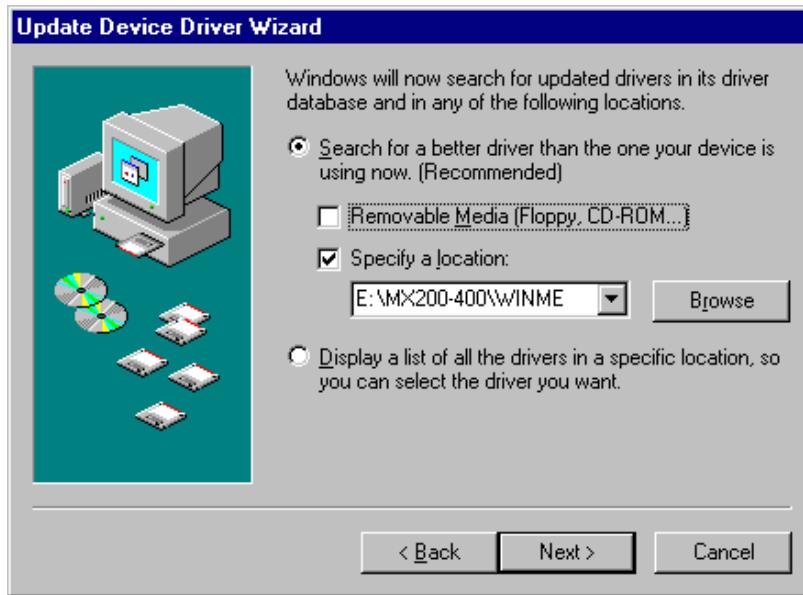 Update Device Driver Wizard
Windows will now search for updated drivers in its driver
database and in any of the following locations.
Search for a better driver than the one your device is
using now. (Recommended)
Removable Media (Floppy, CD-ROM...)
Specify a location:
E:\MX200-400\WINME
Browse
Display a list of all the drivers in a specific location, so
you can select the driver you want.
< Back
Next >
Cancel